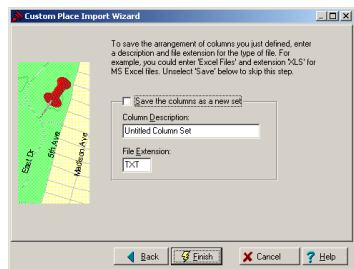 Custom Place Import Wizard
To save the arrangement of columns you just defined, enter
a description and file extension for the type of file. For
example, you could enter 'Excel Files' and extension 'XLS' for
MS Excel files. Unselect 'Save' below to skip this step.
Save the columns as a new set
Column Description:
Untitled Column Set
File Extension:
TXT
East Dr
5th Ave
Madison Ave
Back
Finish
Cancel
Help